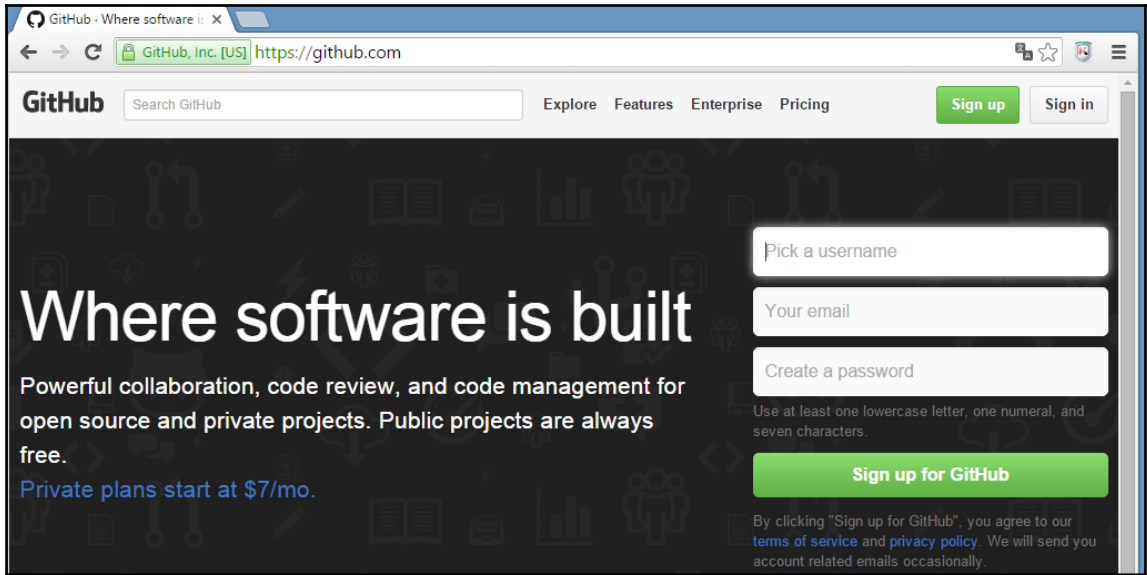 GitHub · Where software is
GitHub, Inc. [US] https://github.com
GitHub Search GitHub Explore Features Enterprise Pricing Sign up Sign in
Pick a username
Your email
Create a password
Use at least one lowercase letter, one numeral, and
seven characters.
Sign up for GitHub
By clicking "Sign up for GitHub", you agree to our
terms of service and privacy policy. We will send you
account related emails occasionally.
Where software is built
Powerful collaboration, code review, and code management for
open source and private projects. Public projects are always
free.
Private plans start at $7/mo.